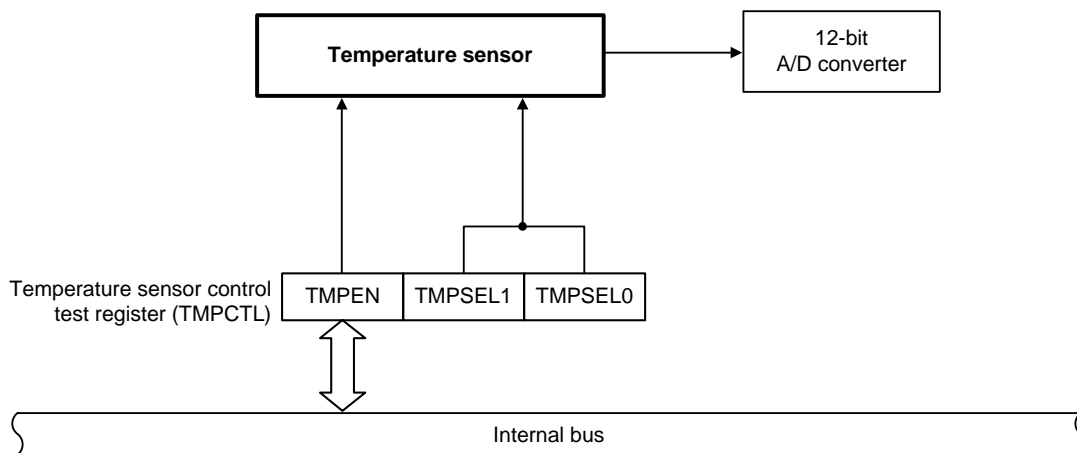 Temperature sensor
12-bit
A/D converter
Temperature sensor control
test register (TMPCTL)
TMPEN
TMPSEL1
TMPSEL0
Internal bus